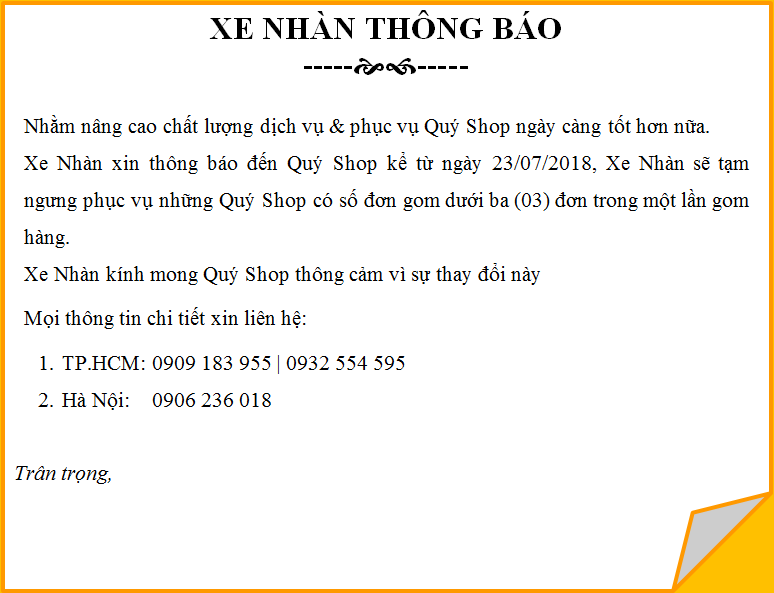 XE NHÀN THÔNG BÁO
Nhằm nâng cao chất lượng dịch vụ & phục vụ Quý Shop ngày càng tốt hơn nữa.
Xe Nhàn xin thông báo đến Quý Shop kể từ ngày 23/07/2018, Xe Nhàn sẽ tạm
ngưng phục vụ những Quý Shop có số đơn gom dưới ba (03) đơn trong một lần gom
hàng.
Xe Nhàn kính mong Quý Shop thông cảm vì sự thay đổi này
Mọi thông tin chi tiết xin liên hệ:
1. TP.HCM: 0909 183 955 | 0932 554 595
2. Hà Nội: 0906 236 018
Trân trọng,